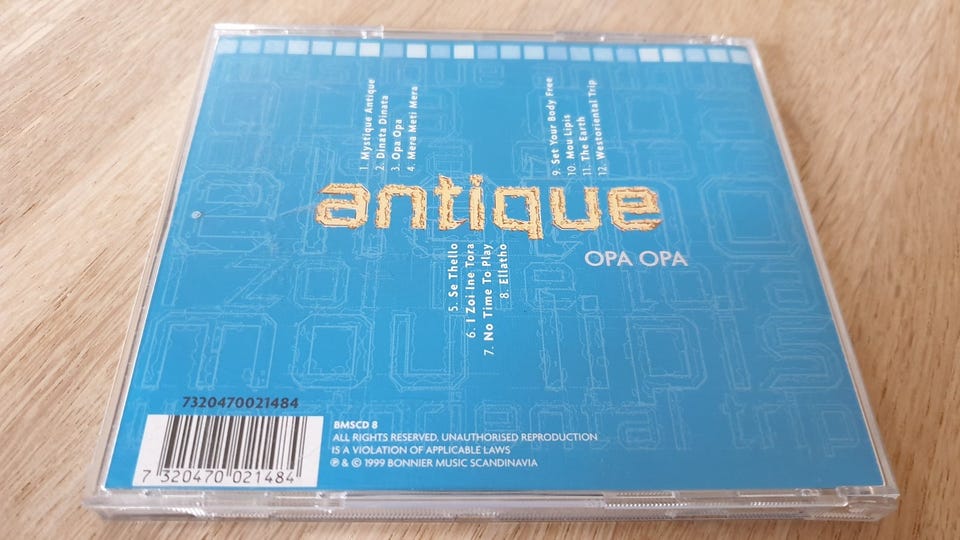 1. Mystique Antique
2. Dinata Dinata
3. Opa Opa
4. Mera Meti Mera
9. Set Your Body Free
10. Mou Lipis
11. The Earth
12. Westoriental Trip
antique
OPA OPA
5. Se Thello
6. I Zoi Ine Tora
7. No Time To Play
8. Ellatho
mou lipis
7320470021484
7 320470 021484
BMSCD 8
ALL RIGHTS RESERVED, UNAUTHORISED REPRODUCTION
IS A VIOLATION OF APPLICABLE LAWS
℗ & © 1999 BONNIER MUSIC SCANDINAVIA